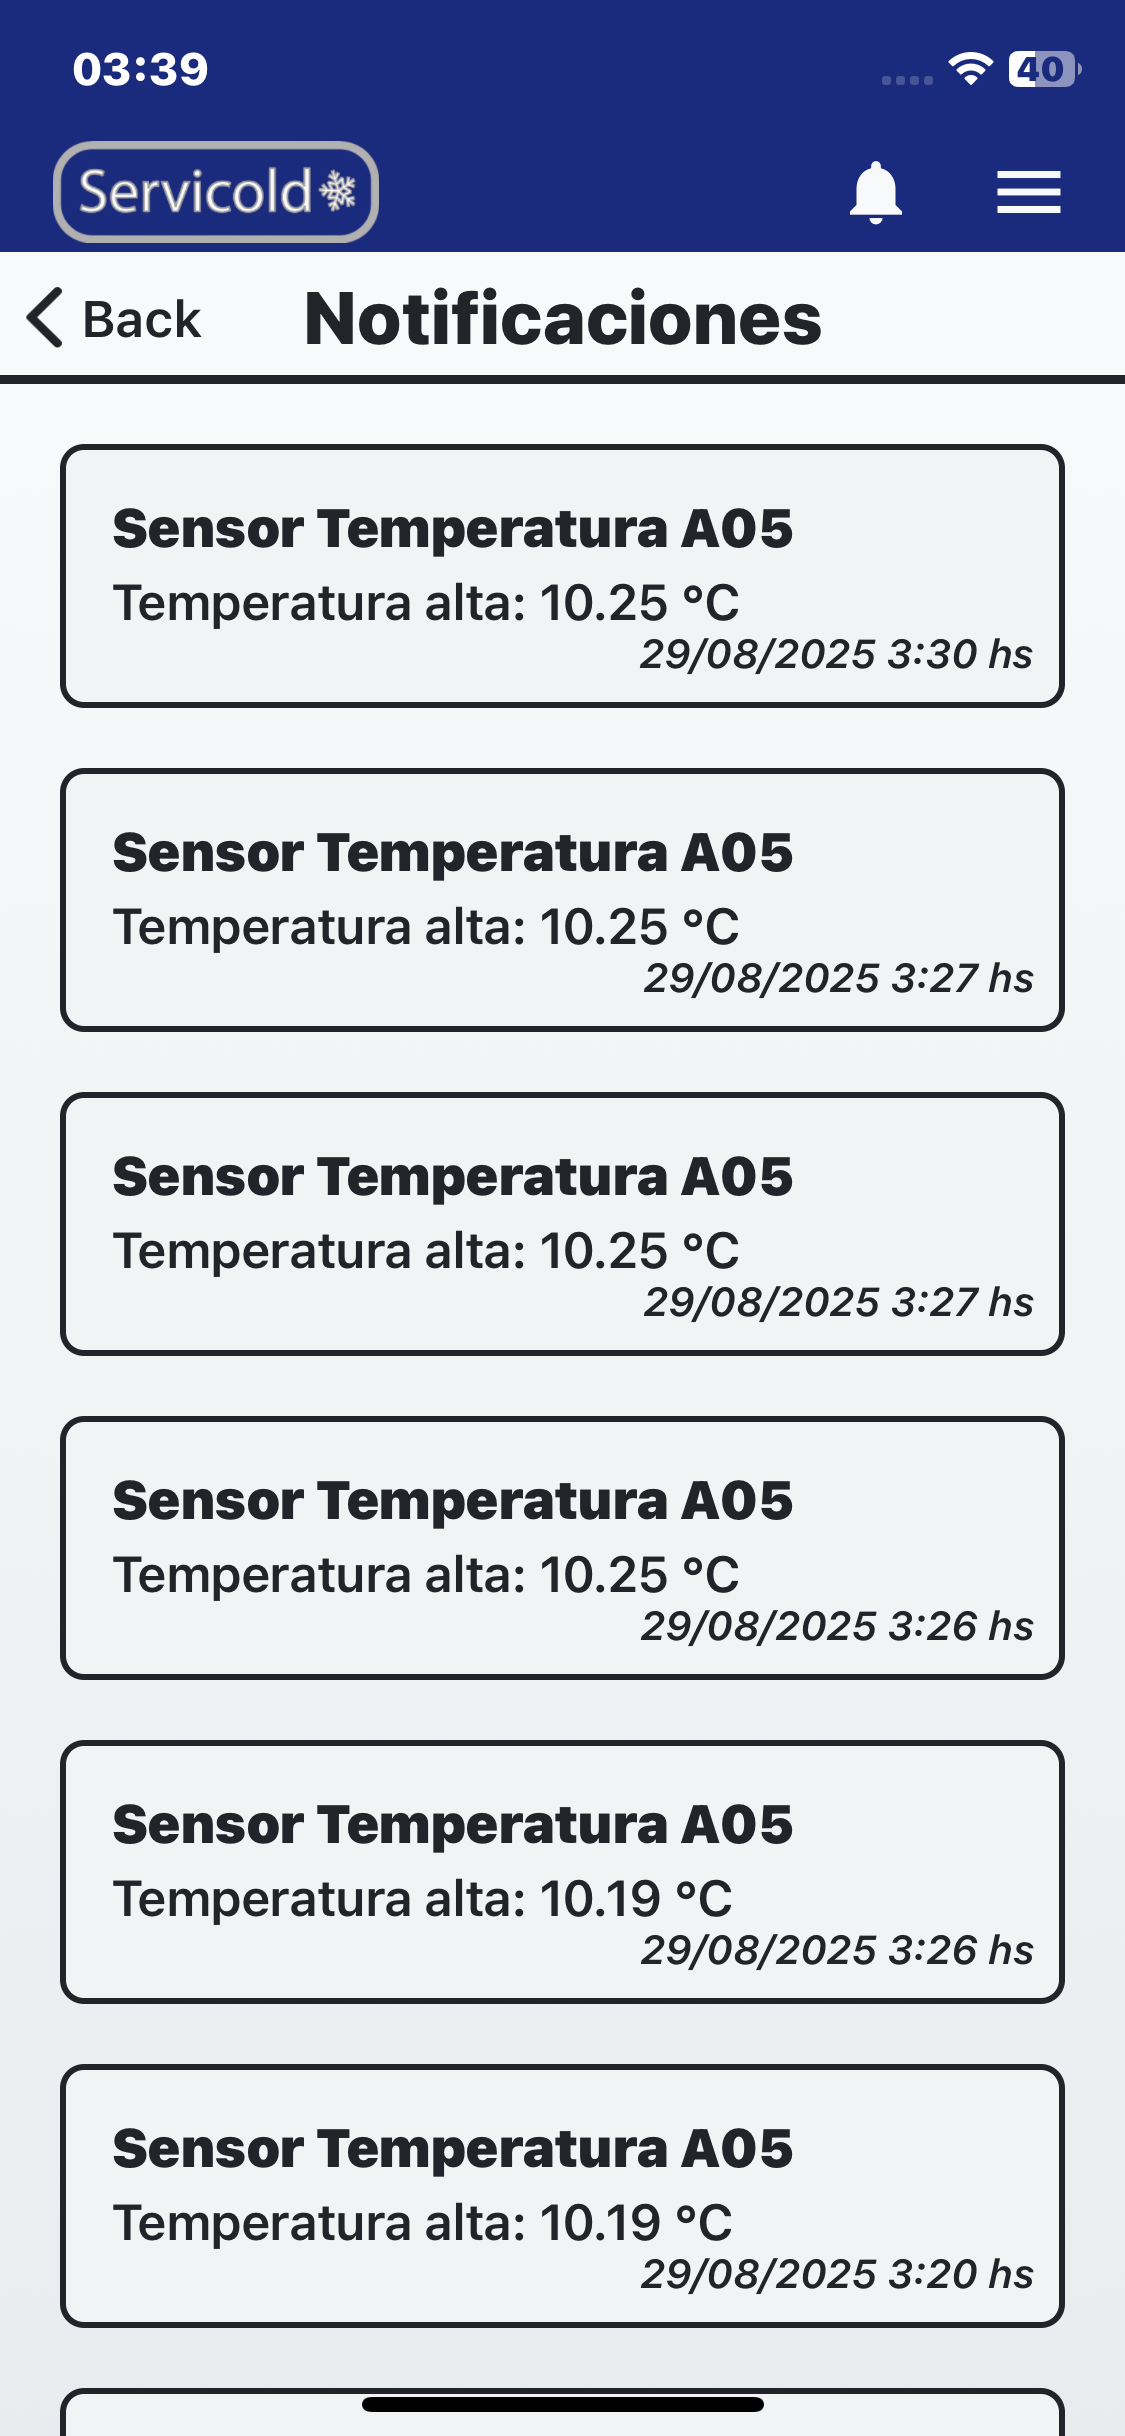 03:39
40
Servicold
Back
Notificaciones
Sensor Temperatura A05
Temperatura alta: 10.25 °C
29/08/2025 3:30 hs
Sensor Temperatura A05
Temperatura alta: 10.25 °C
29/08/2025 3:27 hs
Sensor Temperatura A05
Temperatura alta: 10.25 °C
29/08/2025 3:27 hs
Sensor Temperatura A05
Temperatura alta: 10.25 °C
29/08/2025 3:26 hs
Sensor Temperatura A05
Temperatura alta: 10.19 °C
29/08/2025 3:26 hs
Sensor Temperatura A05
Temperatura alta: 10.19 °C
29/08/2025 3:20 hs